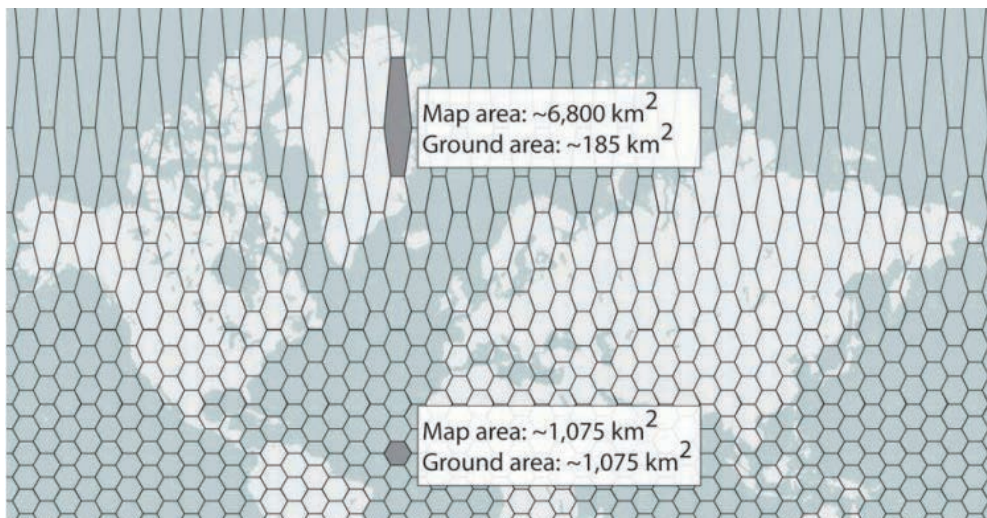 Map area: ~6,800 km²
Ground area: ~185 km²
Map area: ~1,075 km²
Ground area: ~1,075 km²